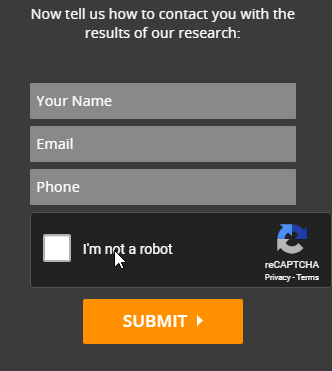 Now tell us how to contact you with the
results of our research:
Your Name
Email
Phone
I'm not a robot
reCAPTCHA
Privacy - Terms
SUBMIT